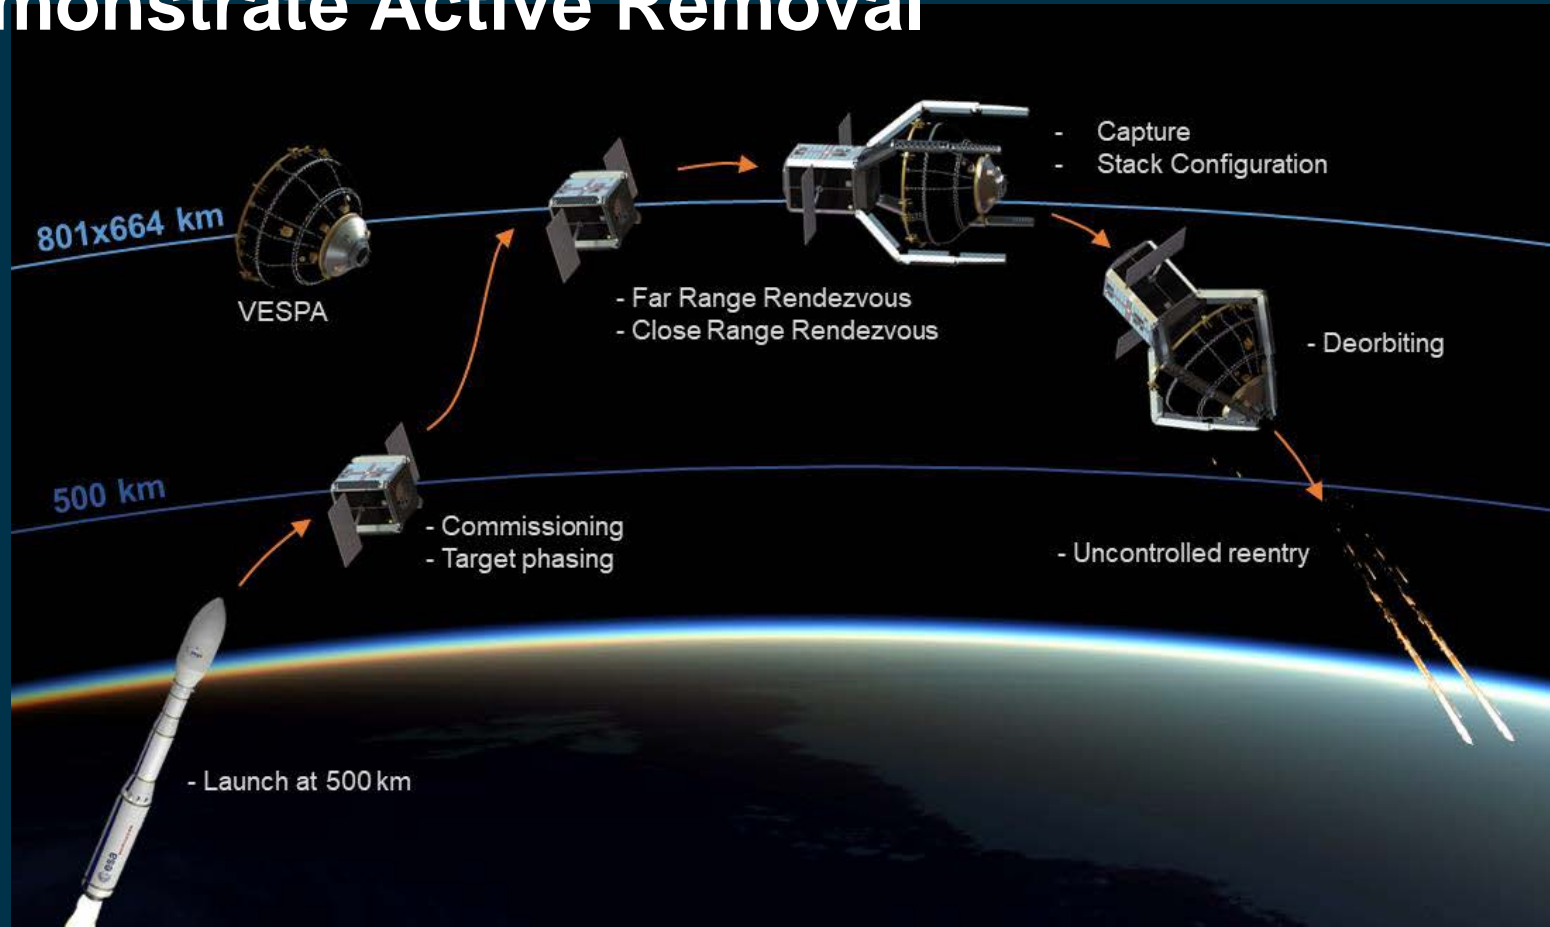 monstrate Active Removal
- Capture
- Stack Configuration
801x664 km
VESPA
- Far Range Rendezvous
- Close Range Rendezvous
- Deorbiting
500 km
- Commissioning
- Target phasing
- Uncontrolled reentry
- Launch at 500 km
esa